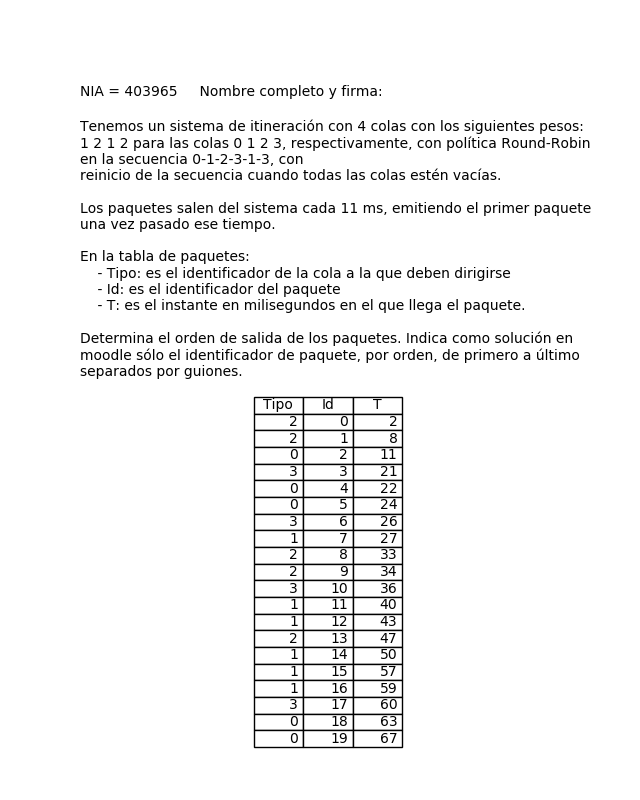 NIA = 403965     Nombre completo y firma:
Tenemos un sistema de itineración con 4 colas con los siguientes pesos:
1 2 1 2 para las colas 0 1 2 3, respectivamente, con política Round-Robin
en la secuencia 0-1-2-3-1-3, con
reinicio de la secuencia cuando todas las colas estén vacías.
Los paquetes salen del sistema cada 11 ms, emitiendo el primer paquete
una vez pasado ese tiempo.
En la tabla de paquetes:
- Tipo: es el identificador de la cola a la que deben dirigirse
- Id: es el identificador del paquete
- T: es el instante en milisegundos en el que llega el paquete.
Determina el orden de salida de los paquetes. Indica como solución en
moodle sólo el identificador de paquete, por orden, de primero a último
separados por guiones.
Tipo Id T
2 0 2
2 1 8
0 2 11
3 3 21
0 4 22
0 5 24
3 6 26
1 7 27
2 8 33
2 9 34
3 10 36
1 11 40
1 12 43
2 13 47
1 14 50
1 15 57
1 16 59
3 17 60
0 18 63
0 19 67